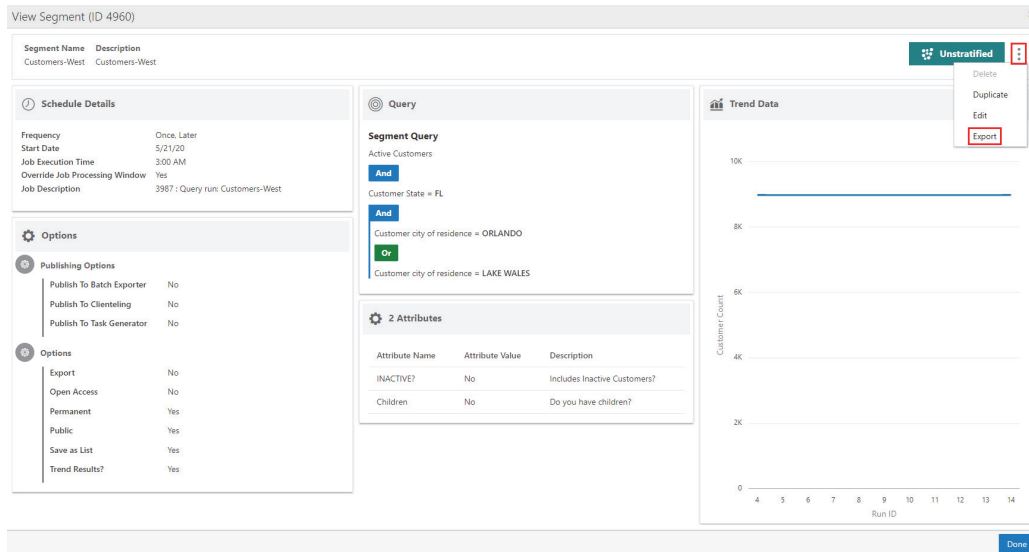 View Segment (ID 4960)
Segment Name Description
Customers-West Customers-West
Unstratified
Delete
Duplicate
Edit
Export
Schedule Details
Frequency Once, Later
Start Date 5/21/20
Job Execution Time 3:00 AM
Override Job Processing Window Yes
Job Description 3987 : Query run: Customers-West
Options
Publishing Options
Publish To Batch Exporter No
Publish To Clienteling No
Publish To Task Generator No
Options
Export No
Open Access No
Permanent Yes
Public Yes
Save as List Yes
Trend Results? Yes
Query
Segment Query
Active Customers
And
Customer State = FL
And
Customer city of residence = ORLANDO
Or
Customer city of residence = LAKE WALES
2 Attributes
Attribute Name Attribute Value Description
INACTIVE? No Includes Inactive Customers?
Children No Do you have children?
Trend Data
10K
8K
6K
4K
2K
0
Customer Count
4 5 6 7 8 9 10 11 12 13 14
Run ID
Done